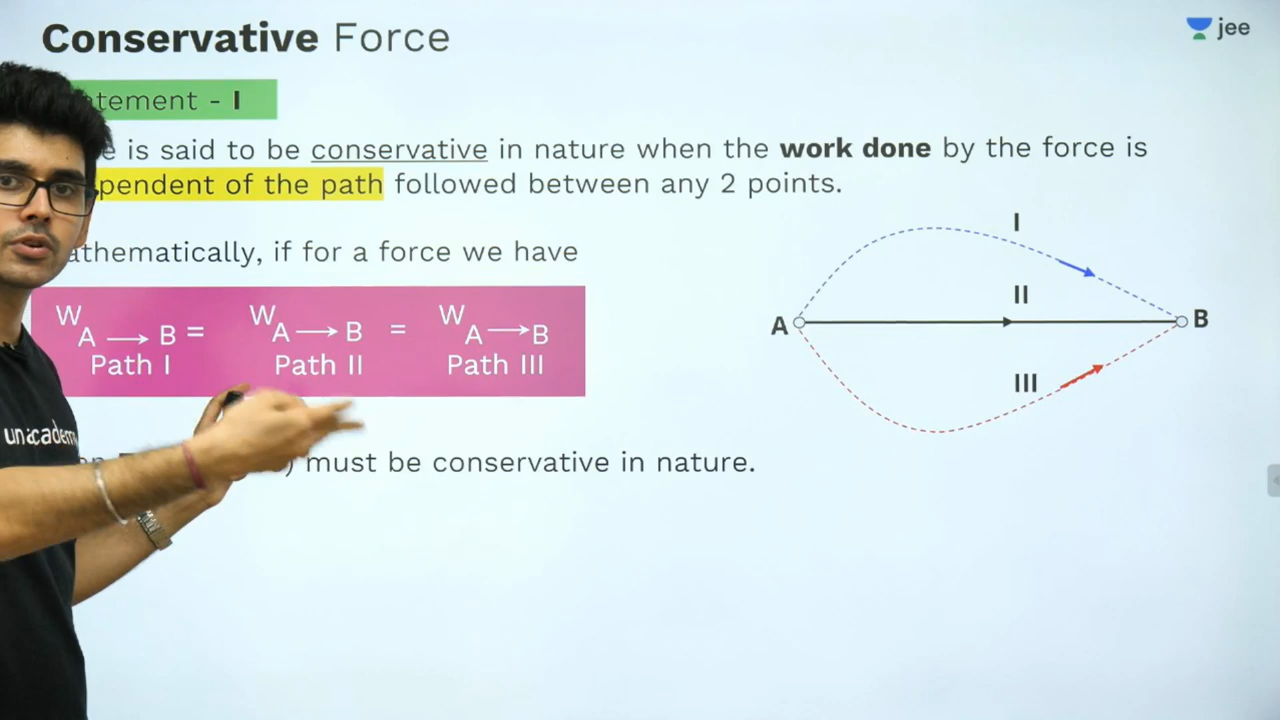 Conservative Force
jee
tement - I
e is said to be conservative in nature when the work done by the force is
pendent of the path followed between any 2 points.
athematically, if for a force we have
W A ⟶ B = W A ⟶ B = W A ⟶ B
Path I Path II Path III
I
II
A B
III
unacadem
must be conservative in nature.